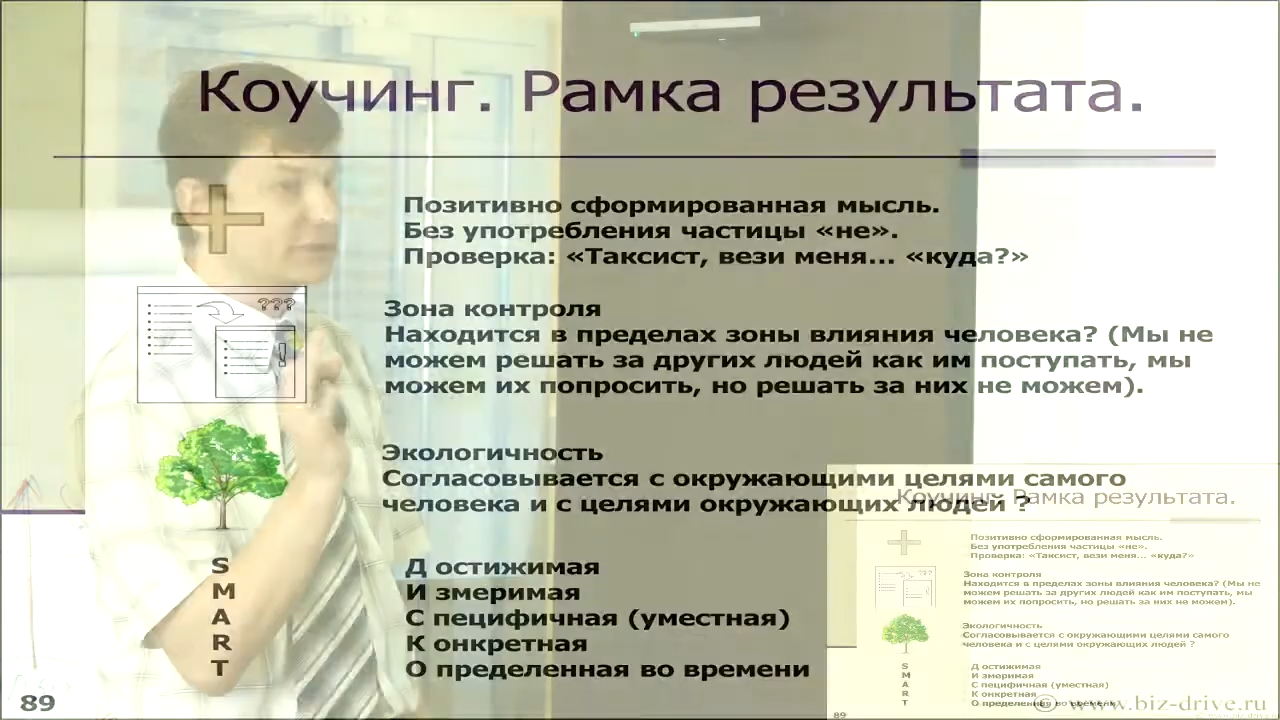 Коучинг. Рамка результата.
Позитивно сформированная мысль.
Без употребления частицы «не».
Проверка: «Таксист, вези меня... «куда?»
???
!
Зона контроля
Находится в пределах зоны влияния человека? (Мы не
можем решать за других людей как им поступать, мы
можем их попросить, но решать за них не можем).
Экологичность
Согласовывается с окружающими целями самого
человека и с целями окружающих людей ?
S Д остижимая
M И змеримая
A С пецифичная (уместная)
R К онкретная
T О пределенная во времени
89
Коучинг. Рамка результата.
Позитивно сформированная мысль.
Без употребления частицы «не».
Проверка: «Таксист, вези меня... «куда?»
Зона контроля
Находится в пределах зоны влияния человека? (Мы не
можем решать за других людей как им поступать, мы
можем их попросить, но решать за них не можем).
Экологичность
Согласовывается с окружающими целями самого
человека и с целями окружающих людей ?
S Д остижимая
M И змеримая
A С пецифичная (уместная)
R К онкретная
T О пределенная во времени
89
© www.biz-drive.ru